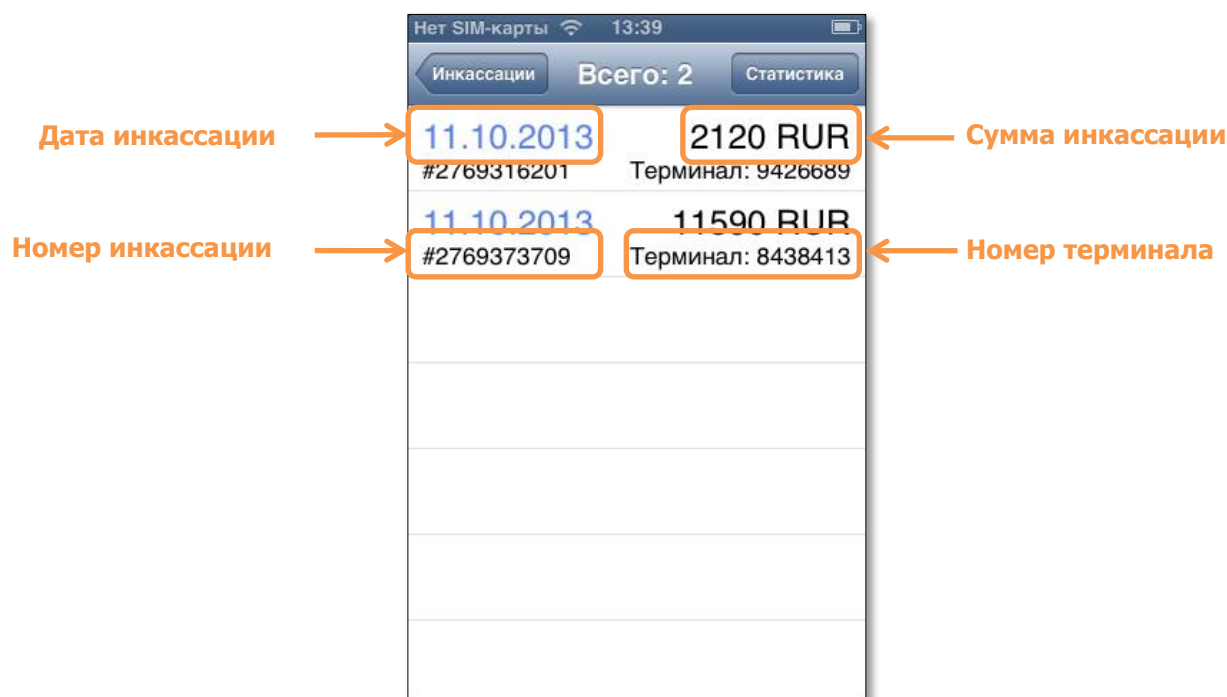 Нет SIM-карты 13:39
Инкассации Всего: 2 Статистика
Дата инкассации 11.10.2013 2120 RUR Сумма инкассации
#2769316201 Терминал: 9426689
11.10.2013 11590 RUR
Номер инкассации #2769373709 Терминал: 8438413 Номер терминала